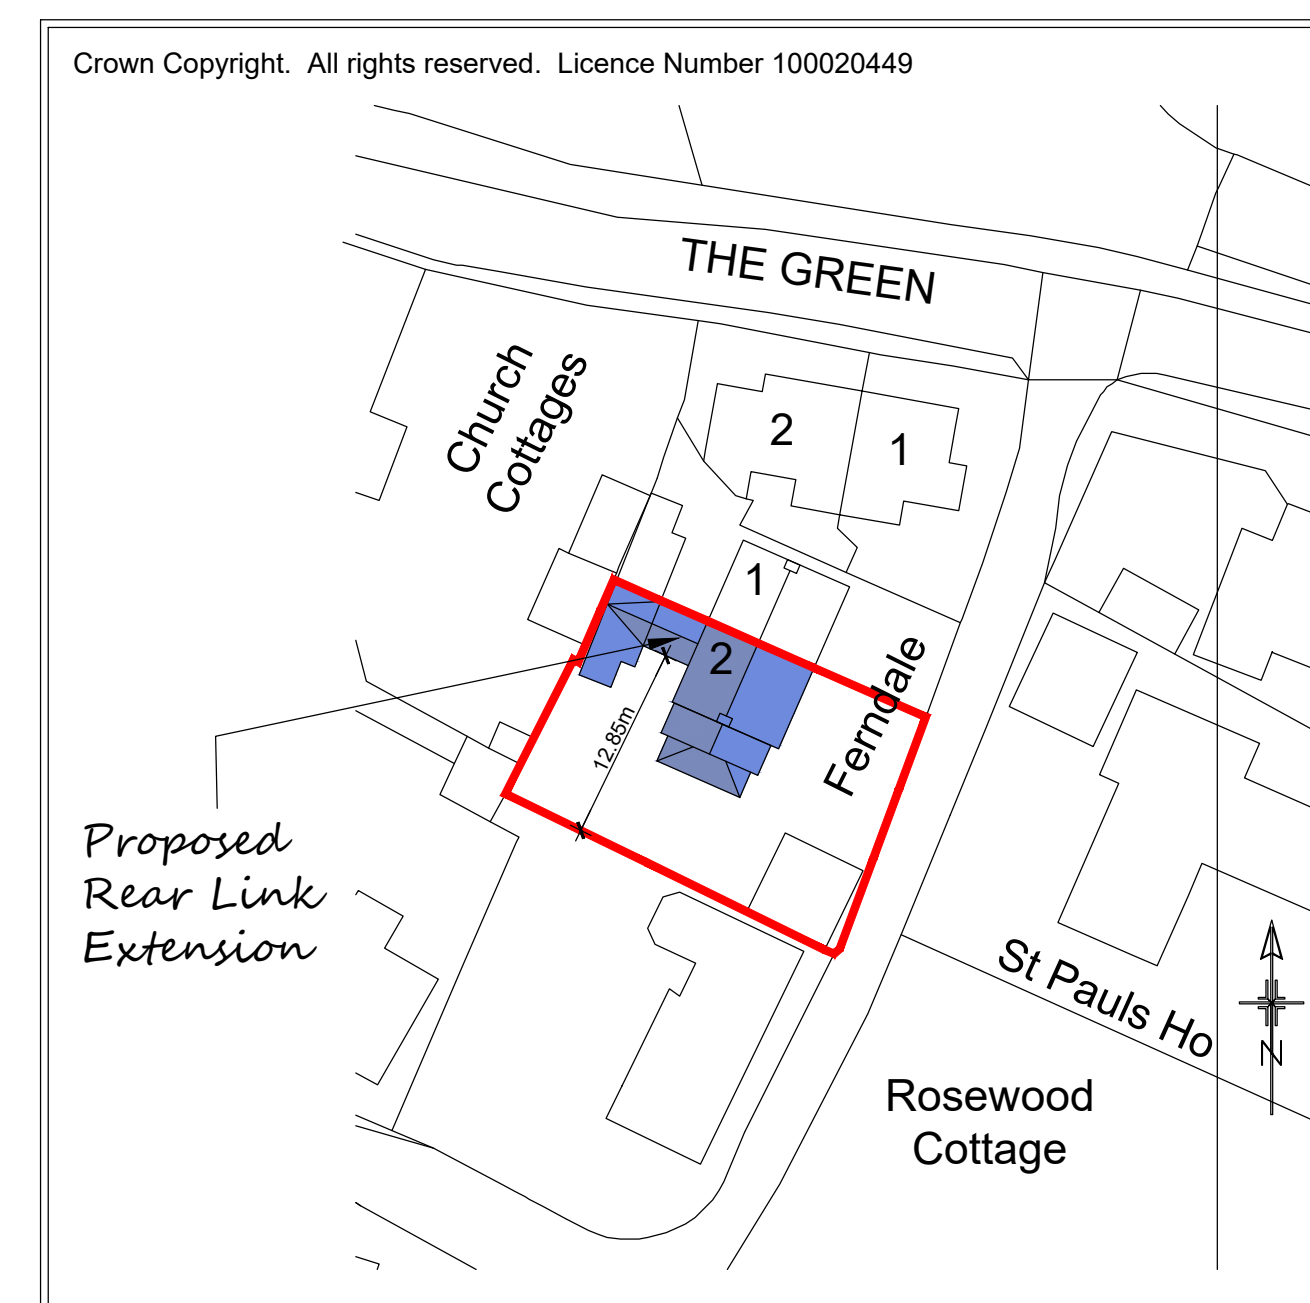 Crown Copyright.  All rights reserved.  Licence Number 100020449
THE GREEN
Church
Cottages
2
1
1
2
12.85m
Ferndale
Proposed
Rear Link
Extension
St Pauls Ho
N
Rosewood
Cottage